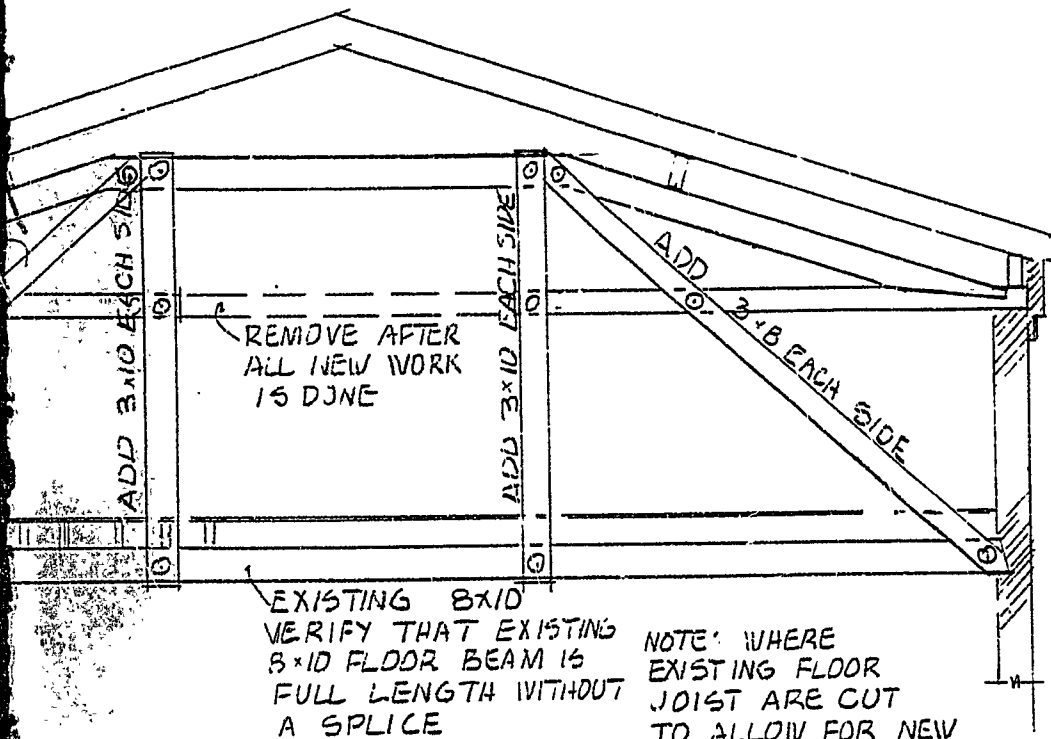 ADD 3x10 EACH SIDE
ADD 3x10 EACH SIDE
ADD 3x8 EACH SIDE
REMOVE AFTER
ALL NEW WORK
IS DONE
EXISTING 8x10
VERIFY THAT EXISTING
8x10 FLOOR BEAM IS
FULL LENGTH WITHOUT
A SPLICE
NOTE: WHERE
EXISTING FLOOR
JOIST ARE CUT
TO ALLOW FOR NEW